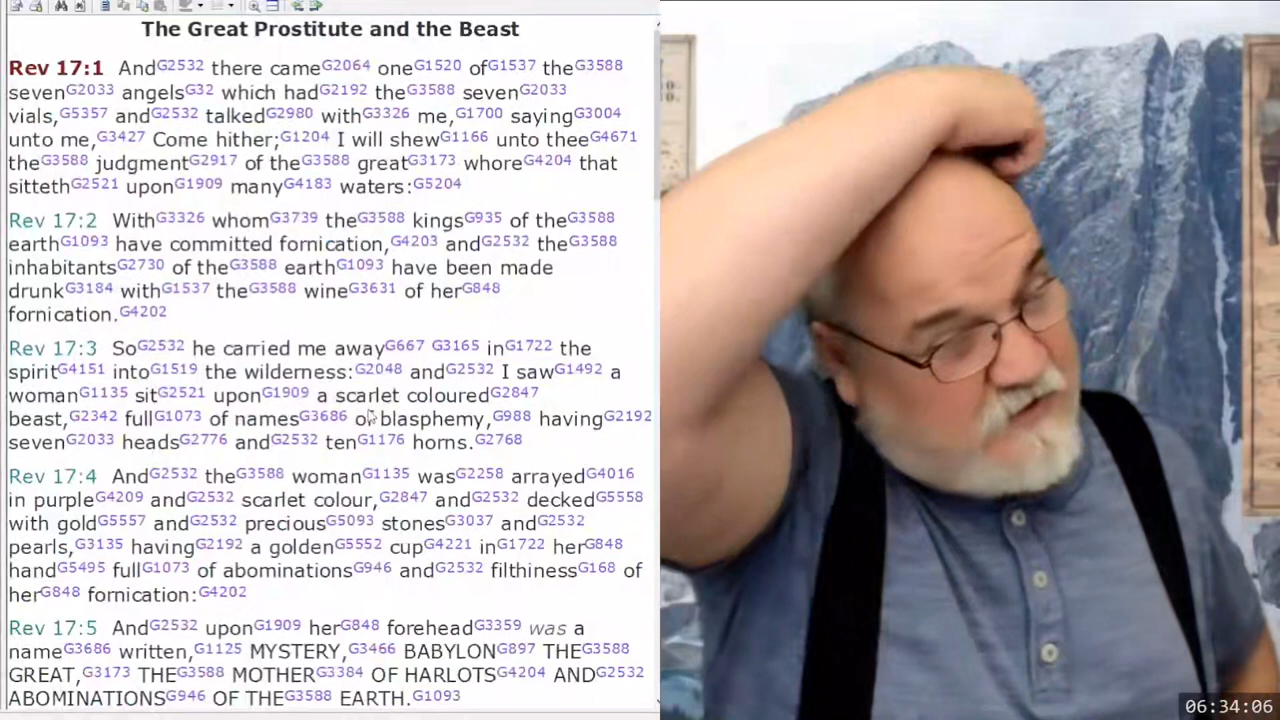 The Great Prostitute and the Beast
Rev 17:1 AndG2532 there cameG2064 oneG1520 ofG1537 theG3588
sevenG2033 angelsG32 which hadG2192 theG3588 sevenG2033
vials,G5357 andG2532 talkedG2980 withG3326 me,G1700 sayingG3004
unto me,G3427 Come hither;G1204 I will shewG1166 unto theeG4671
theG3588 judgmentG2917 of theG3588 greatG3173 whoreG4204 that
sittethG2521 uponG1909 manyG4183 waters:G5204
Rev 17:2 WithG3326 whomG3739 theG3588 kingsG935 of theG3588
earthG1093 have committed fornication,G4203 andG2532 theG3588
inhabitantsG2730 of theG3588 earthG1093 have been made
drunkG3184 withG1537 theG3588 wineG3631 of herG848
fornication.G4202
Rev 17:3 SoG2532 he carried me awayG667 G3165 inG1722 the
spiritG4151 intoG1519 the wilderness:G2048 andG2532 I sawG1492 a
womanG1135 sitG2521 uponG1909 a scarlet colouredG2847
beast,G2342 fullG1073 of namesG3686 of blasphemy,G988 havingG2192
sevenG2033 headsG2776 andG2532 tenG1176 horns.G2768
Rev 17:4 AndG2532 theG3588 womanG1135 wasG2258 arrayedG4016
in purpleG4209 andG2532 scarlet colour,G2847 andG2532 deckedG5558
with goldG5557 andG2532 preciousG5093 stonesG3037 andG2532
pearls,G3135 havingG2192 a goldenG5552 cupG4221 inG1722 herG848
handG5495 fullG1073 of abominationsG946 andG2532 filthinessG168 of
herG848 fornication:G4202
Rev 17:5 AndG2532 uponG1909 herG848 foreheadG3359 was a
nameG3686 written,G1125 MYSTERY,G3466 BABYLONG897 THEG3588
GREAT,G3173 THEG3588 MOTHERG3384 OF HARLOTSG4204 ANDG2532
ABOMINATIONSG946 OF THEG3588 EARTH.G1093
06:34:06